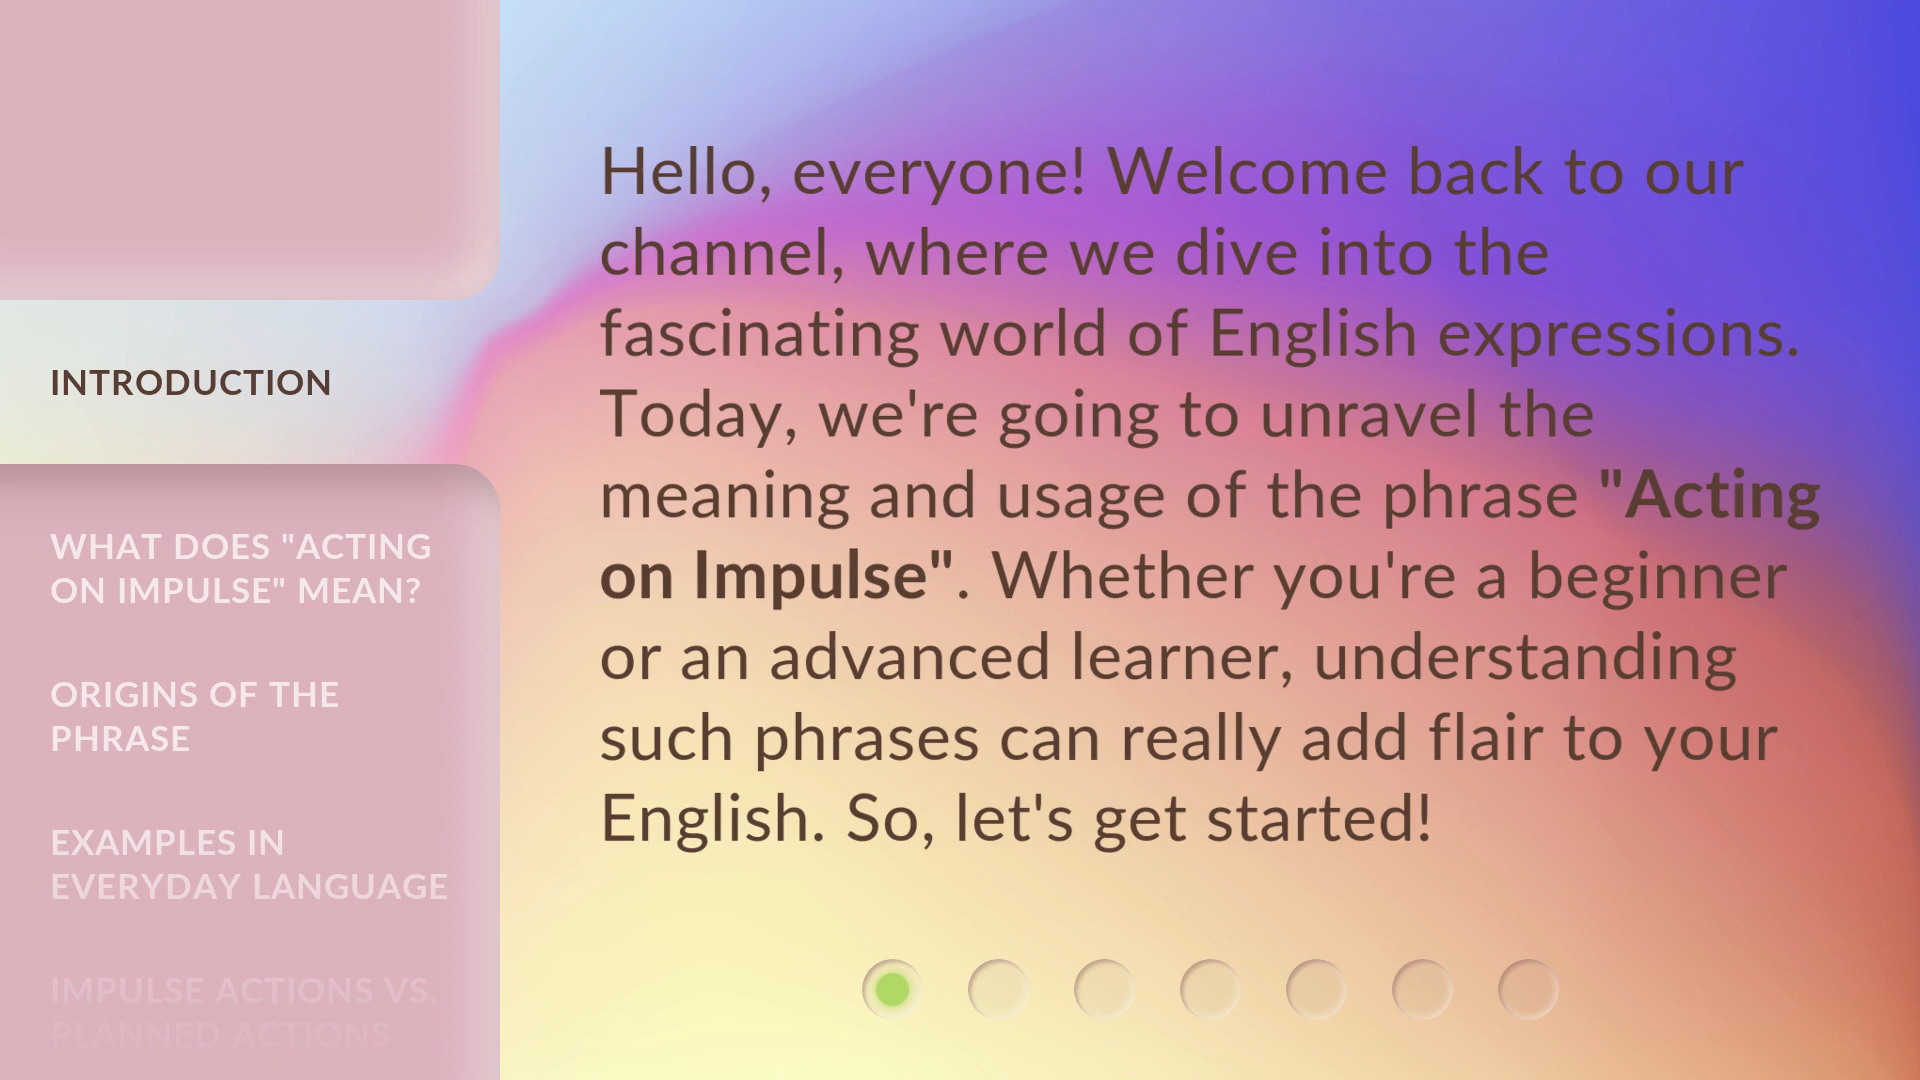 INTRODUCTION
WHAT DOES "ACTING
ON IMPULSE" MEAN?
ORIGINS OF THE
PHRASE
EXAMPLES IN
EVERYDAY LANGUAGE
IMPULSE ACTIONS VS.
PLANNED ACTIONS
Hello, everyone! Welcome back to our
channel, where we dive into the
fascinating world of English expressions.
Today, we're going to unravel the
meaning and usage of the phrase "Acting
on Impulse". Whether you're a beginner
or an advanced learner, understanding
such phrases can really add flair to your
English. So, let's get started!